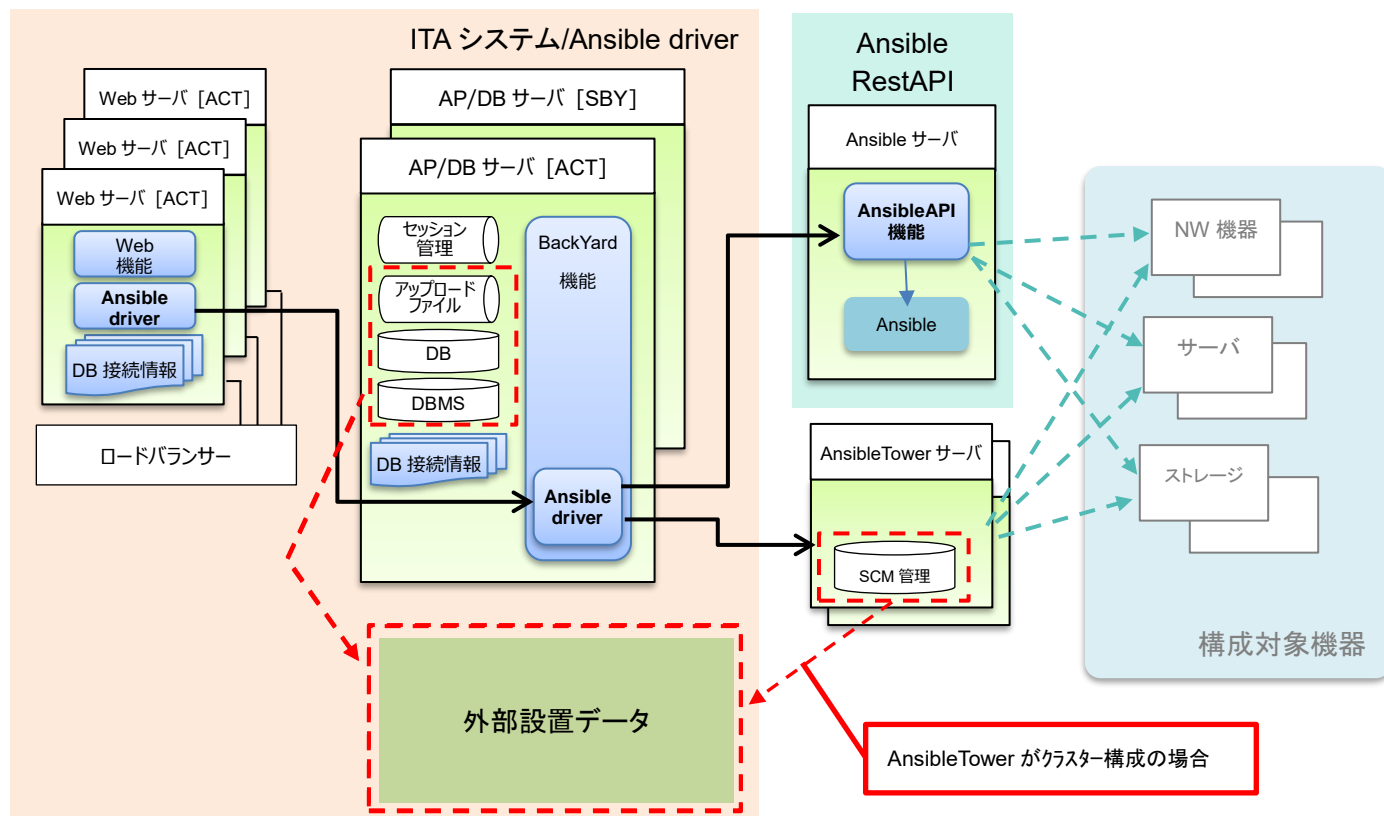 ITA システム/Ansible driver
Web サーバ [ACT]
Web サーバ [ACT]
Web サーバ [ACT]
Web
機能
Ansible
driver
DB 接続情報
ロードバランサー
AP/DB サーバ [SBY]
AP/DB サーバ [ACT]
セッション
管理
アップロード
ファイル
DB
DBMS
DB 接続情報
BackYard
機能
Ansible
driver
外部設置データ
Ansible
RestAPI
Ansible サーバ
AnsibleAPI
機能
Ansible
AnsibleTower サーバ
SCM 管理
NW 機器
サーバ
ストレージ
構成対象機器
AnsibleTower がクラスター構成の場合